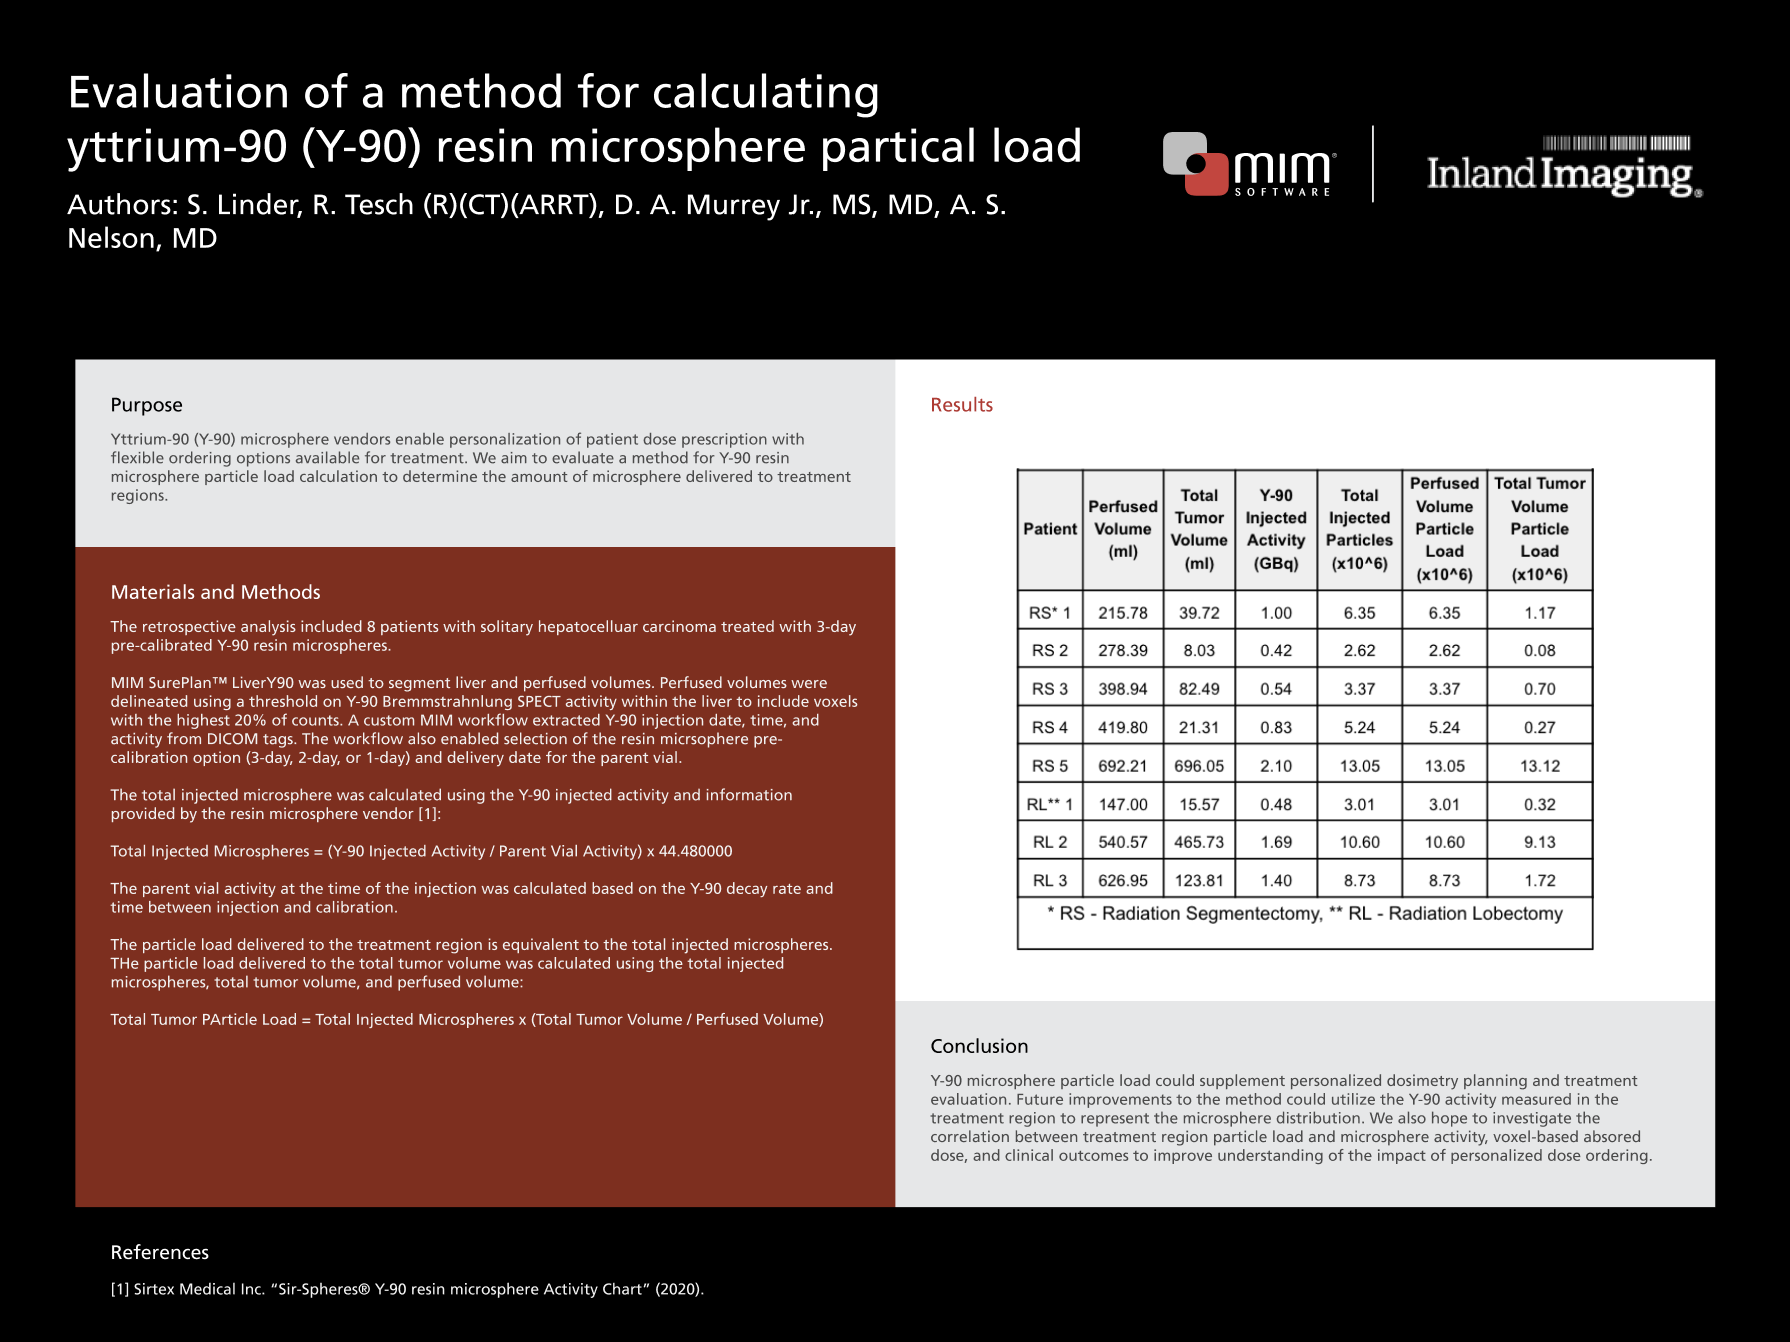 Evaluation of a method for calculating
yttrium-90 (Y-90) resin microsphere partical load
Authors: S. Linder, R. Tesch (R)(CT)(ARRT), D. A. Murrey Jr., MS, MD, A. S.
Nelson, MD
mim®
SOFTWARE
Inland Imaging®
Purpose
Yttrium-90 (Y-90) microsphere vendors enable personalization of patient dose prescription with
flexible ordering options available for treatment. We aim to evaluate a method for Y-90 resin
microsphere particle load calculation to determine the amount of microsphere delivered to treatment
regions.
Materials and Methods
The retrospective analysis included 8 patients with solitary hepatocelluar carcinoma treated with 3-day
pre-calibrated Y-90 resin microspheres.
MIM SurePlan™ LiverY90 was used to segment liver and perfused volumes. Perfused volumes were
delineated using a threshold on Y-90 Bremmstrahnlung SPECT activity within the liver to include voxels
with the highest 20% of counts. A custom MIM workflow extracted Y-90 injection date, time, and
activity from DICOM tags. The workflow also enabled selection of the resin micrsophere pre-
calibration option (3-day, 2-day, or 1-day) and delivery date for the parent vial.
The total injected microsphere was calculated using the Y-90 injected activity and information
provided by the resin microsphere vendor [1]:
Total Injected Microspheres = (Y-90 Injected Activity / Parent Vial Activity) x 44.480000
The parent vial activity at the time of the injection was calculated based on the Y-90 decay rate and
time between injection and calibration.
The particle load delivered to the treatment region is equivalent to the total injected microspheres.
THe particle load delivered to the total tumor volume was calculated using the total injected
microspheres, total tumor volume, and perfused volume:
Total Tumor PArticle Load = Total Injected Microspheres x (Total Tumor Volume / Perfused Volume)
Results
Patient Perfused Volume (ml) Total Tumor Volume (ml) Y-90 Injected Activity (GBq) Total Injected Particles (x10^6) Perfused Volume Particle Load (x10^6) Total Tumor Volume Particle Load (x10^6)
RS* 1 215.78 39.72 1.00 6.35 6.35 1.17
RS 2 278.39 8.03 0.42 2.62 2.62 0.08
RS 3 398.94 82.49 0.54 3.37 3.37 0.70
RS 4 419.80 21.31 0.83 5.24 5.24 0.27
RS 5 692.21 696.05 2.10 13.05 13.05 13.12
RL** 1 147.00 15.57 0.48 3.01 3.01 0.32
RL 2 540.57 465.73 1.69 10.60 10.60 9.13
RL 3 626.95 123.81 1.40 8.73 8.73 1.72
* RS - Radiation Segmentectomy, ** RL - Radiation Lobectomy
Conclusion
Y-90 microsphere particle load could supplement personalized dosimetry planning and treatment
evaluation. Future improvements to the method could utilize the Y-90 activity measured in the
treatment region to represent the microsphere distribution. We also hope to investigate the
correlation between treatment region particle load and microsphere activity, voxel-based absored
dose, and clinical outcomes to improve understanding of the impact of personalized dose ordering.
References
[1] Sirtex Medical Inc. “Sir-Spheres® Y-90 resin microsphere Activity Chart” (2020).